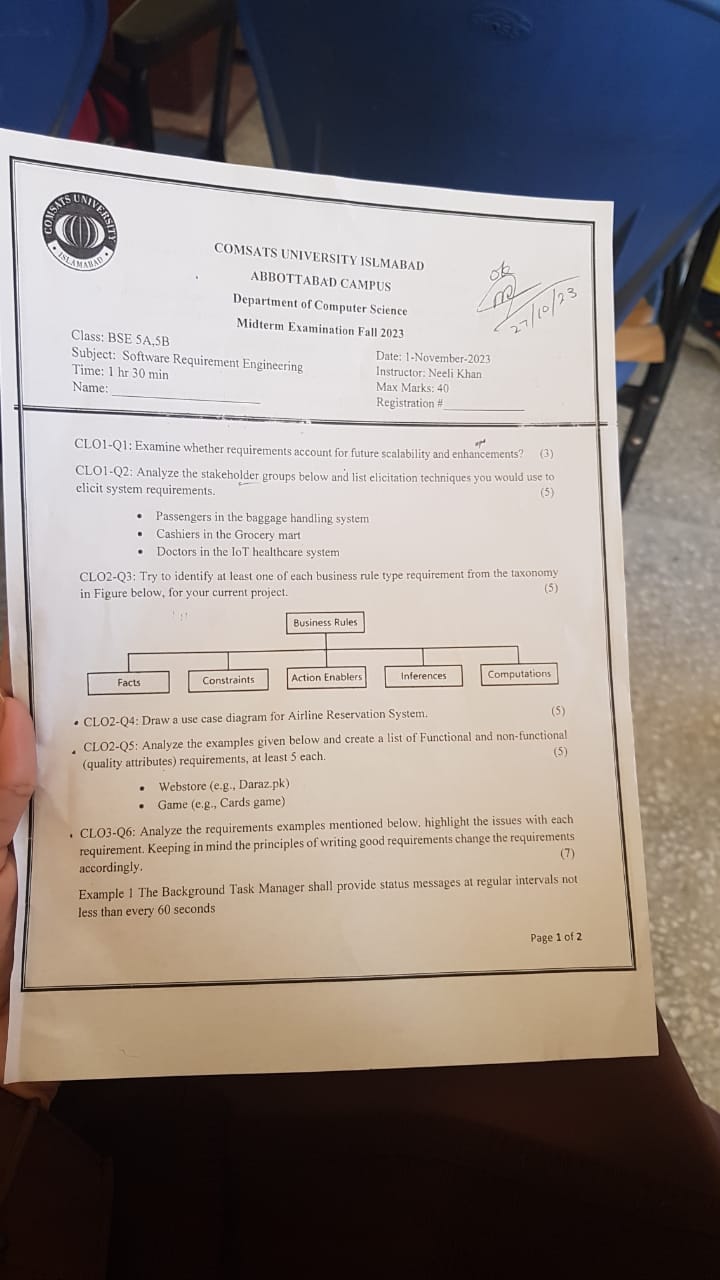 COMSATS UNIVERSITY
ISLAMABAD
COMSATS UNIVERSITY ISLMABAD
ABBOTTABAD CAMPUS
Department of Computer Science
Midterm Examination Fall 2023
ok
27/10/23
Class: BSE 5A,5B
Subject: Software Requirement Engineering
Time: 1 hr 30 min
Name:
Date: 1-November-2023
Instructor: Neeli Khan
Max Marks: 40
Registration #
CLO1-Q1: Examine whether requirements account for future scalability and enhancements? (3)
CLO1-Q2: Analyze the stakeholder groups below and list elicitation techniques you would use to
elicit system requirements. (5)
• Passengers in the baggage handling system
• Cashiers in the Grocery mart
• Doctors in the IoT healthcare system
CLO2-Q3: Try to identify at least one of each business rule type requirement from the taxonomy
in Figure below, for your current project. (5)
Business Rules
Facts
Constraints
Action Enablers
Inferences
Computations
• CLO2-Q4: Draw a use case diagram for Airline Reservation System. (5)
• CLO2-Q5: Analyze the examples given below and create a list of Functional and non-functional
(quality attributes) requirements, at least 5 each. (5)
• Webstore (e.g., Daraz.pk)
• Game (e.g., Cards game)
• CLO3-Q6: Analyze the requirements examples mentioned below, highlight the issues with each
requirement. Keeping in mind the principles of writing good requirements change the requirements
accordingly. (7)
Example 1 The Background Task Manager shall provide status messages at regular intervals not
less than every 60 seconds
Page 1 of 2